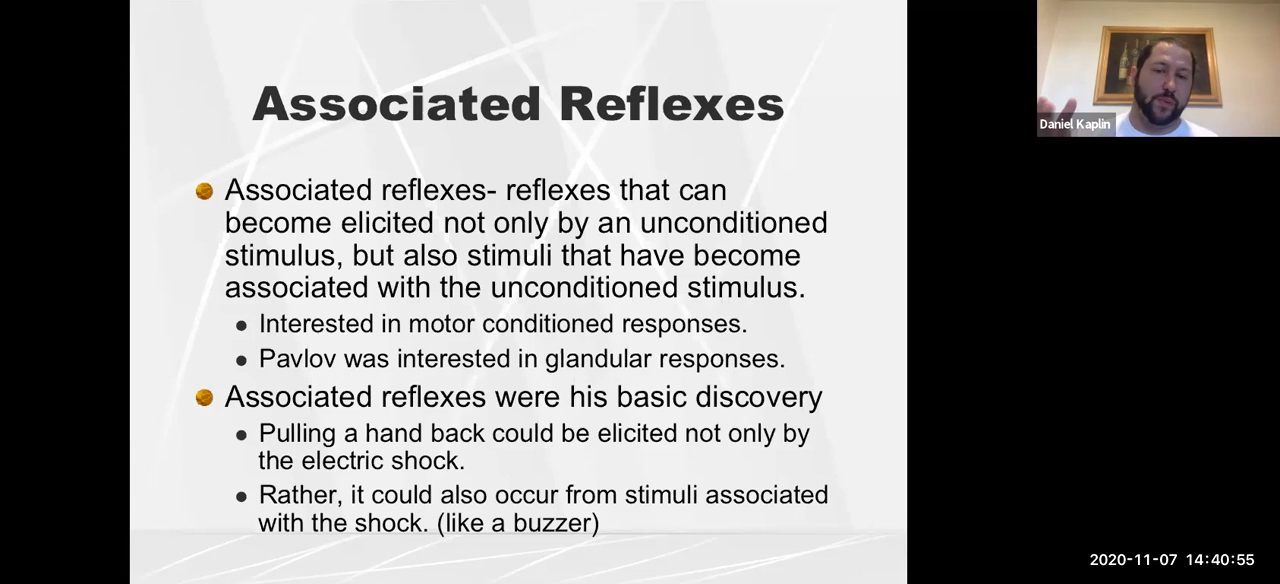 Associated Reflexes
Associated reflexes- reflexes that can
become elicited not only by an unconditioned
stimulus, but also stimuli that have become
associated with the unconditioned stimulus.
Interested in motor conditioned responses.
Pavlov was interested in glandular responses.
Associated reflexes were his basic discovery
Pulling a hand back could be elicited not only by
the electric shock.
Rather, it could also occur from stimuli associated
with the shock. (like a buzzer)
Daniel Kaplin
2020-11-07 14:40:55